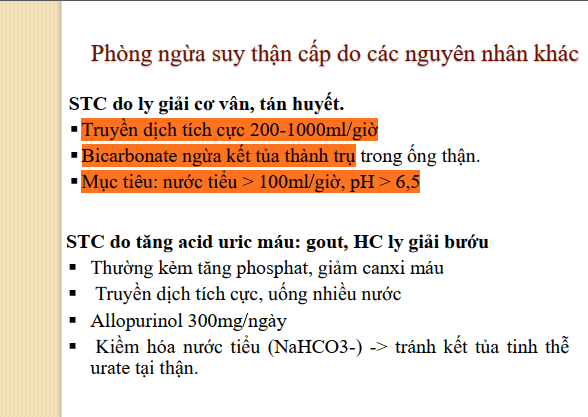 Phòng ngừa suy thận cấp do các nguyên nhân khác
STC do ly giải cơ vân, tán huyết.
▪Truyền dịch tích cực 200-1000ml/giờ
▪Bicarbonate ngừa kết tủa thành trụ trong ống thận.
▪Mục tiêu: nước tiểu > 100ml/giờ, pH > 6,5
STC do tăng acid uric máu: gout, HC ly giải bướu
▪ Thường kèm tăng phosphat, giảm canxi máu
▪ Truyền dịch tích cực, uống nhiều nước
▪ Allopurinol 300mg/ngày
▪ Kiềm hóa nước tiểu (NaHCO3-) -> tránh kết tủa tinh thể
urate tại thận.